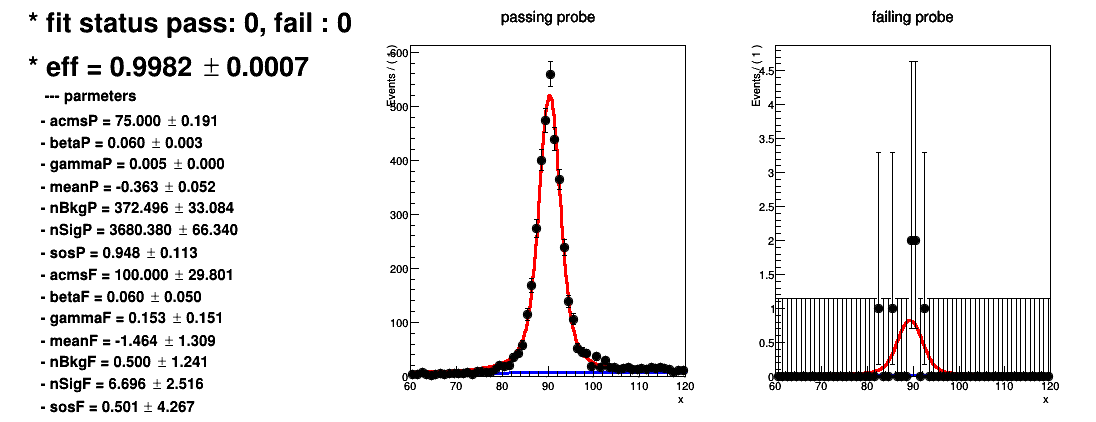 * fit status pass: 0, fail : 0
* eff = 0.9982 ± 0.0007
--- parmeters
- acmsP = 75.000 ± 0.191
- betaP = 0.060 ± 0.003
- gammaP = 0.005 ± 0.000
- meanP = -0.363 ± 0.052
- nBkgP = 372.496 ± 33.084
- nSigP = 3680.380 ± 66.340
- sosP = 0.948 ± 0.113
- acmsF = 100.000 ± 29.801
- betaF = 0.060 ± 0.050
- gammaF = 0.153 ± 0.151
- meanF = -1.464 ± 1.309
- nBkgF = 0.500 ± 1.241
- nSigF = 6.696 ± 2.516
- sosF = 0.501 ± 4.267
passing probe
Events / ( 1 )
600
500
400
300
200
100
0
60 70 80 90 100 110 120
x
failing probe
Events / ( 1 )
4.5
4
3.5
3
2.5
2
1.5
1
0.5
0
60 70 80 90 100 110 120
x